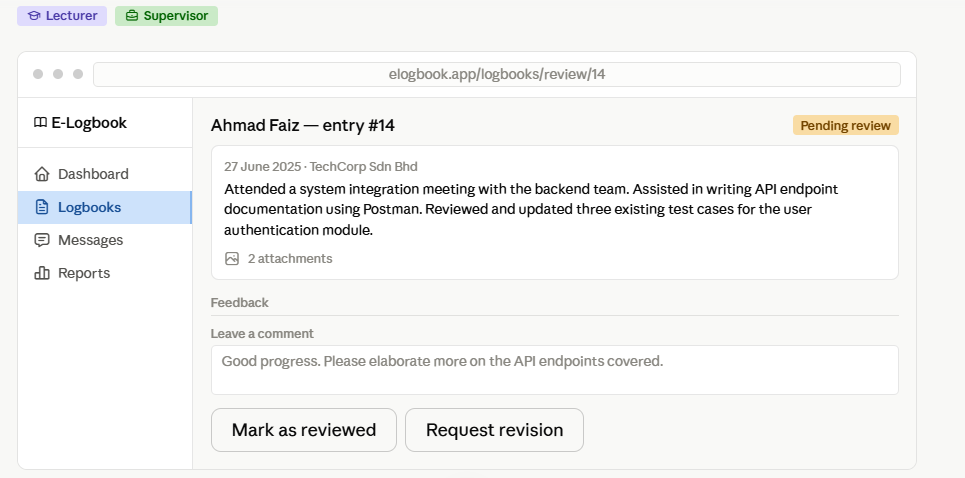 Lecturer
Supervisor
elogbook.app/logbooks/review/14
E-Logbook
Dashboard
Logbooks
Messages
Reports
Ahmad Faiz — entry #14
Pending review
27 June 2025 · TechCorp Sdn Bhd
Attended a system integration meeting with the backend team. Assisted in writing API endpoint
documentation using Postman. Reviewed and updated three existing test cases for the user
authentication module.
2 attachments
Feedback
Leave a comment
Good progress. Please elaborate more on the API endpoints covered.
Mark as reviewed
Request revision